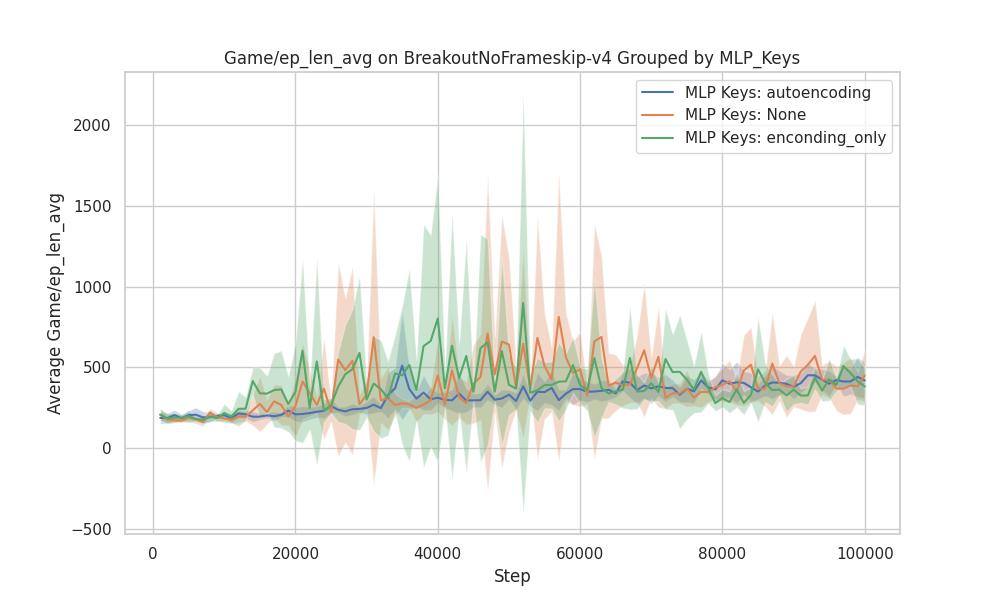 Game/ep_len_avg on BreakoutNoFrameskip-v4 Grouped by MLP_Keys
MLP Keys: autoencoding
MLP Keys: None
MLP Keys: enconding_only
Average Game/ep_len_avg
2000
1500
1000
500
0
−500
0 20000 40000 60000 80000 100000
Step